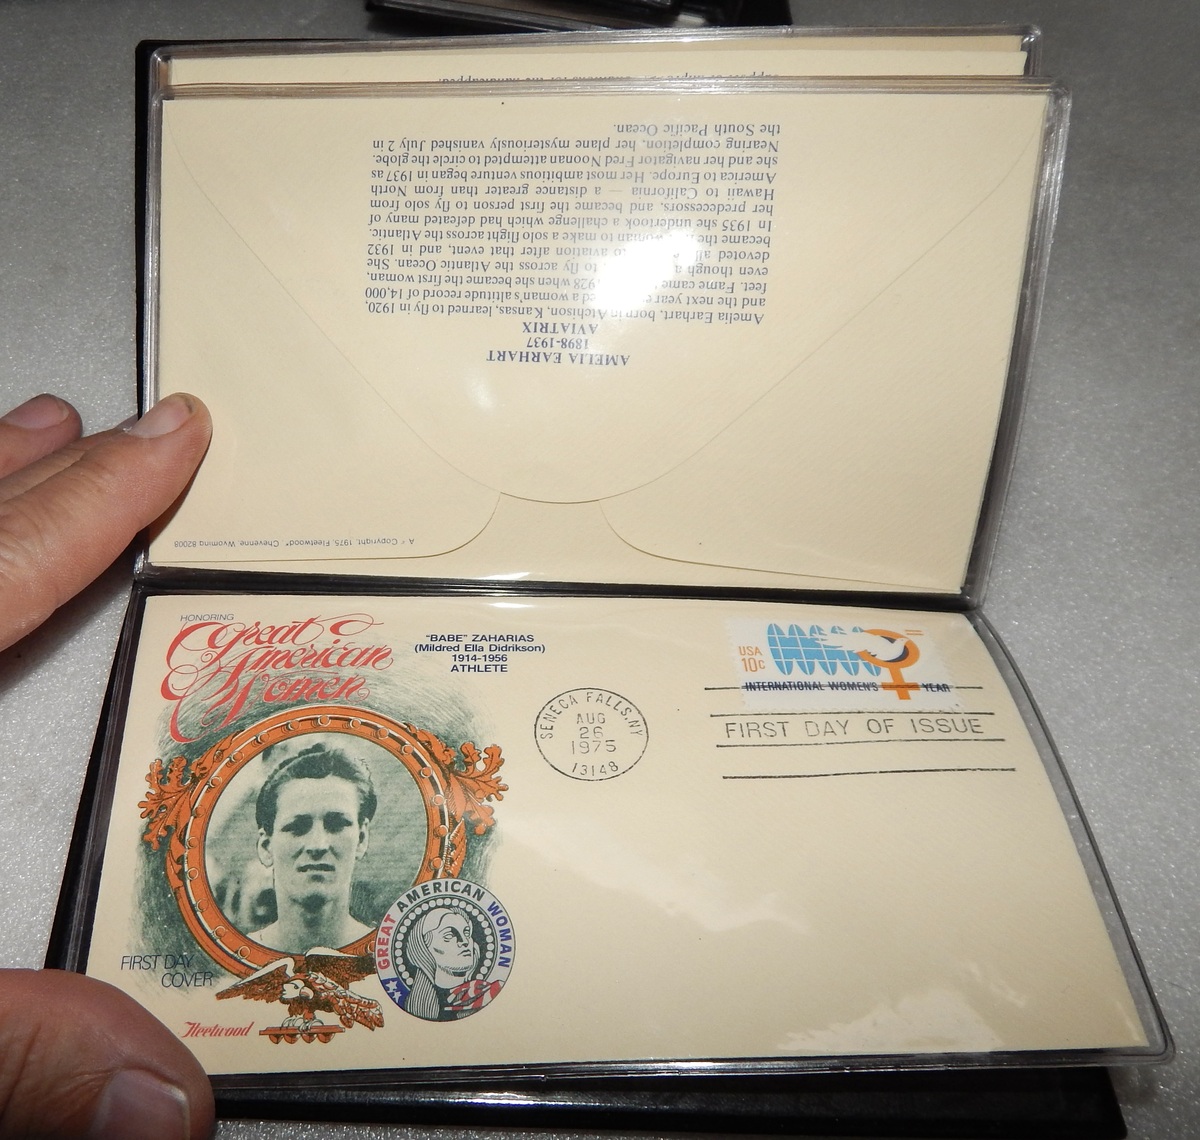 supp
for the handicapped.
AMELIA EARHART
1898-1937
AVIATRIX
Amelia Earhart, born in Atchison, Kansas, learned to fly in 1920,
and the next year ed a woman's altitude record of 14,000
feet. Fame came 1928 when she became the first woman,
even though a to fly across the Atlantic Ocean. She
devoted all to aviation after that event, and in 1932
became the woman to make a solo flight across the Atlantic.
In 1935 she undertook a challenge which had defeated many of
her predecessors, and became the first person to fly solo from
Hawaii to California — a distance greater than from North
America to Europe. Her most ambitious venture began in 1937 as
she and her navigator Fred Noonan attempted to circle the globe.
Nearing completion, her plane mysteriously vanished 2 July in
the South Pacific Ocean.
A © Copyright, 1975, Fleetwood®, Cheyenne, Wyoming 82008
HONORING
Great
American
Women
"BABE" ZAHARIAS
(Mildred Ella Didrikson)
1914-1956
ATHLETE
USA
10c
INTERNATIONAL WOMEN'S YEAR
SENECA FALLS, NY
AUG
26
1975
13148
FIRST DAY OF ISSUE
GREAT AMERICAN WOMAN
FIRST DAY
COVER
Fleetwood